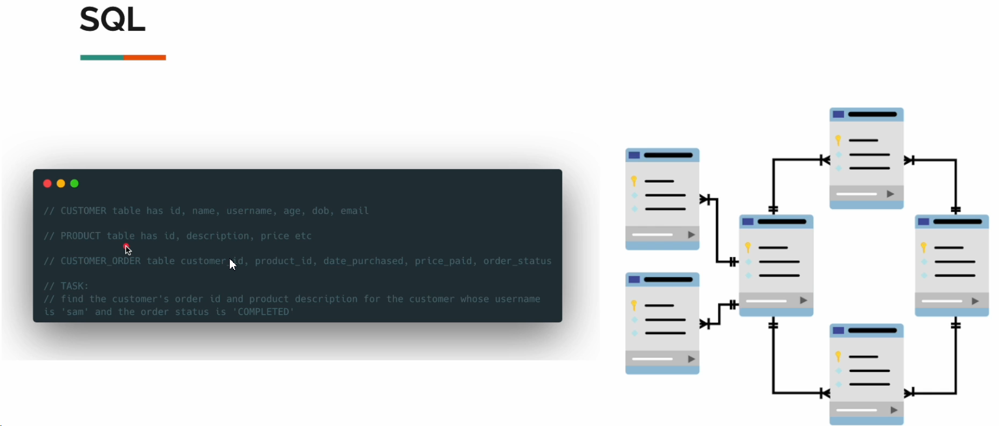 SQL
// CUSTOMER table has id, name, username, age, dob, email
// PRODUCT table has id, description, price etc
// CUSTOMER_ORDER table customer_id, product_id, date_purchased, price_paid, order_status
// TASK:
// find the customer's order id and product description for the customer whose username
is 'sam' and the order status is 'COMPLETED'